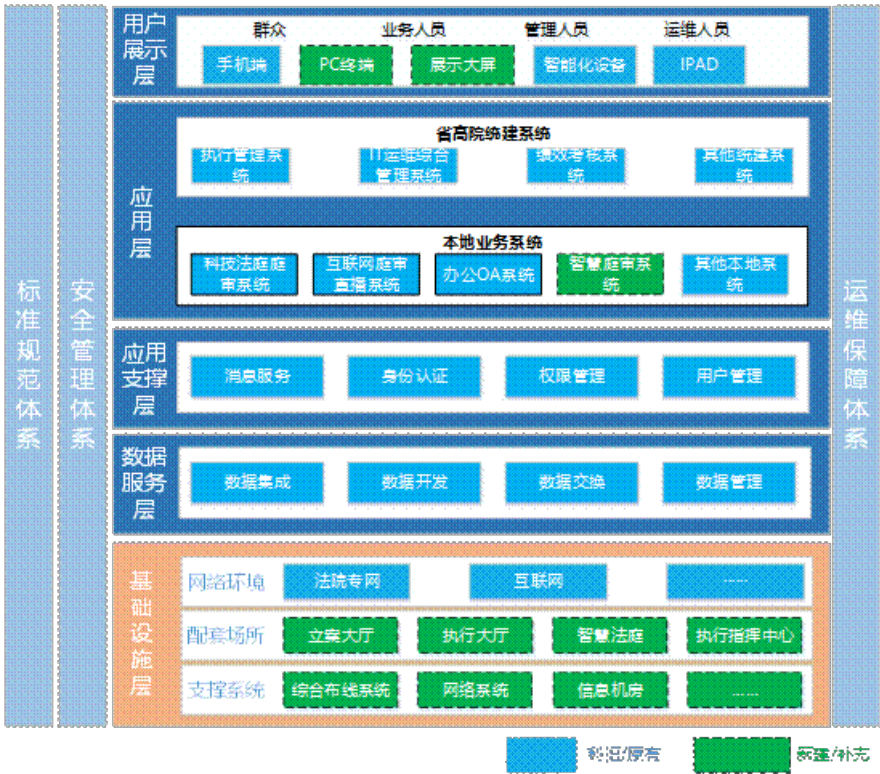 用户
展示
层
群众 业务人员 管理人员 运维人员
手机端 PC终端 展示大屏 智能化设备 IPAD
应
用
层
省高院统建系统
执行管理系
统
IT运维综合
管理系统
绩效考核系
统
其他统建系
统
本地业务系统
科技法庭庭
审系统
互联网庭审
直播系统
办公OA系统
智慧庭审系
统
其他本地系
统
应用
支撑
层
消息服务 身份认证 权限管理 用户管理
数据
服务
层
数据集成 数据开发 数据交换 数据管理
基
础
设
施
层
网络环境 法院专网 互联网 ......
配套场所 立案大厅 执行大厅 智慧法庭 执行指挥中心
支撑系统 综合布线系统 网络系统 信息机房 ......
标
准
规
范
体
系
安
全
管
理
体
系
运
维
保
障
体
系
利旧/原有 新建/补充